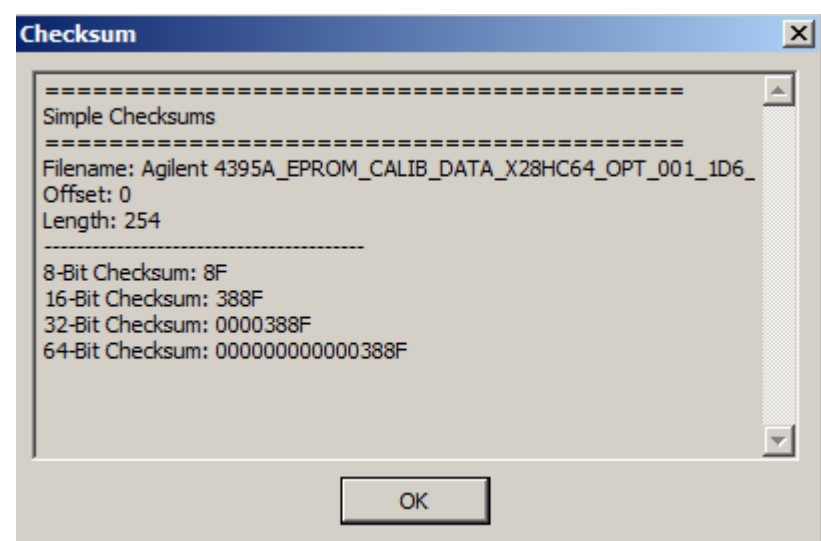 Checksum
========================================
Simple Checksums
========================================
Filename: Agilent 4395A_EPROM_CALIB_DATA_X28HC64_OPT_001_1D6_
Offset: 0
Length: 254
----------------------------------------
8-Bit Checksum: 8F
16-Bit Checksum: 388F
32-Bit Checksum: 0000388F
64-Bit Checksum: 000000000000388F
OK